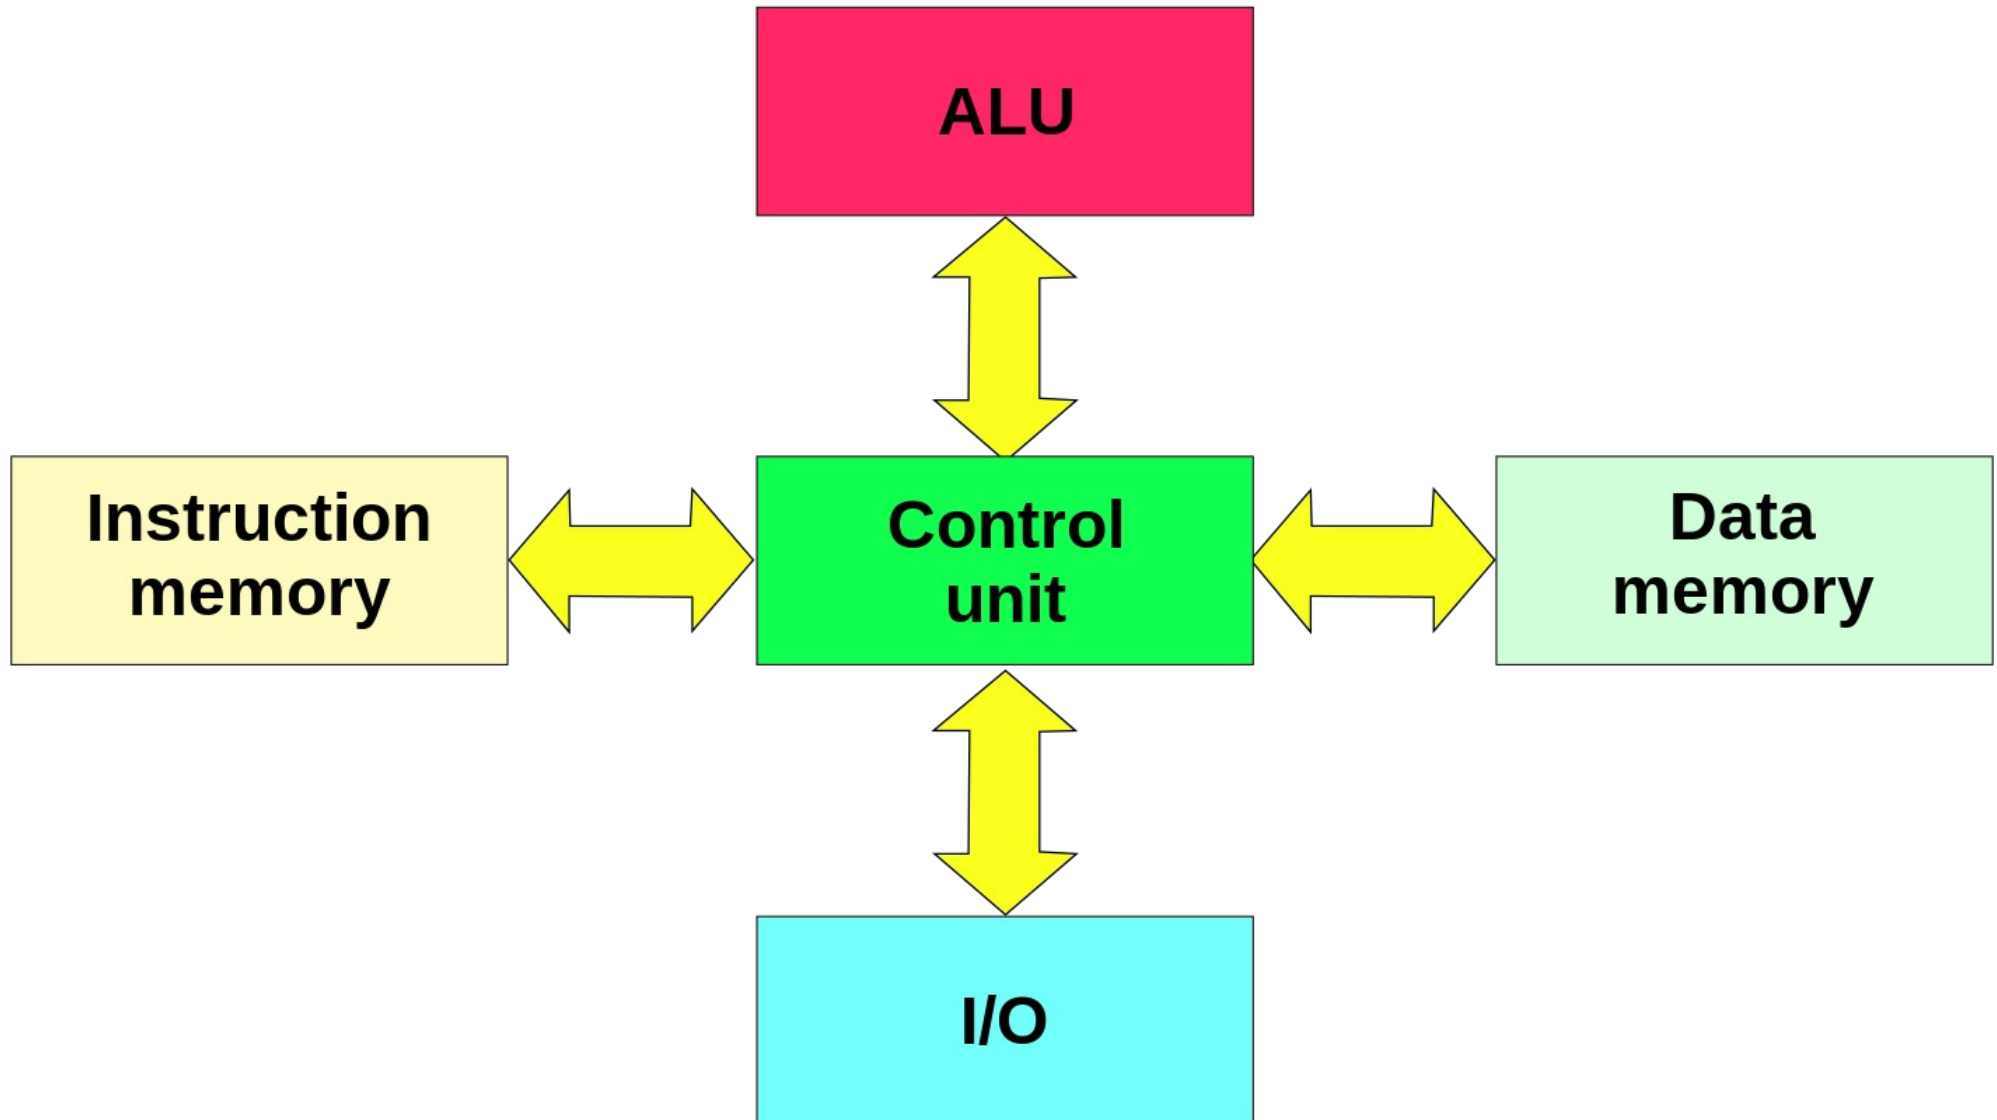 ALU
Instruction
memory
Control
unit
Data
memory
I/O